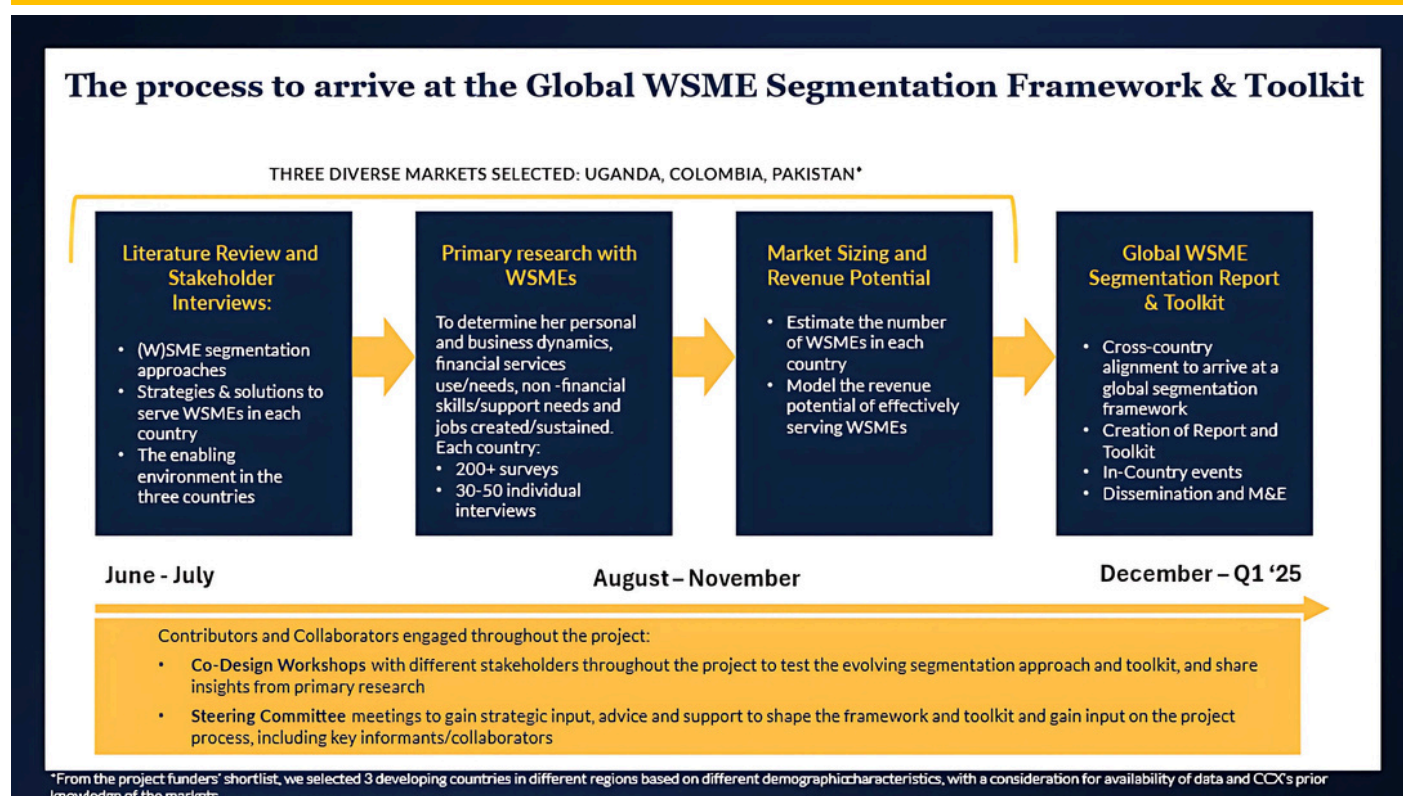 The process to arrive at the Global WSME Segmentation Framework & Toolkit
THREE DIVERSE MARKETS SELECTED: UGANDA, COLOMBIA, PAKISTAN*
Literature Review and
Stakeholder
Interviews:
• (W)SME segmentation
approaches
• Strategies & solutions to
serve WSMEs in each
country
• The enabling
environment in the
three countries
Primary research with
WSMEs
To determine her personal
and business dynamics,
financial services
use/needs, non -financial
skills/support needs and
jobs created/sustained.
Each country:
• 200+ surveys
• 30-50 individual
interviews
Market Sizing and
Revenue Potential
• Estimate the number
of WSMEs in each
country
• Model the revenue
potential of effectively
serving WSMEs
Global WSME
Segmentation Report
& Toolkit
• Cross-country
alignment to arrive at a
global segmentation
framework
• Creation of Report and
Toolkit
• In-Country events
• Dissemination and M&E
June - July
August – November
December – Q1 ‘25
Contributors and Collaborators engaged throughout the project:
• Co-Design Workshops with different stakeholders throughout the project to test the evolving segmentation approach and toolkit, and share
insights from primary research
• Steering Committee meetings to gain strategic input, advice and support to shape the framework and toolkit and gain input on the project
process, including key informants/collaborators
*From the project funders’ shortlist, we selected 3 developing countries in different regions based on different demographic characteristics, with a consideration for availability of data and CCX's prior
knowledge of the markets